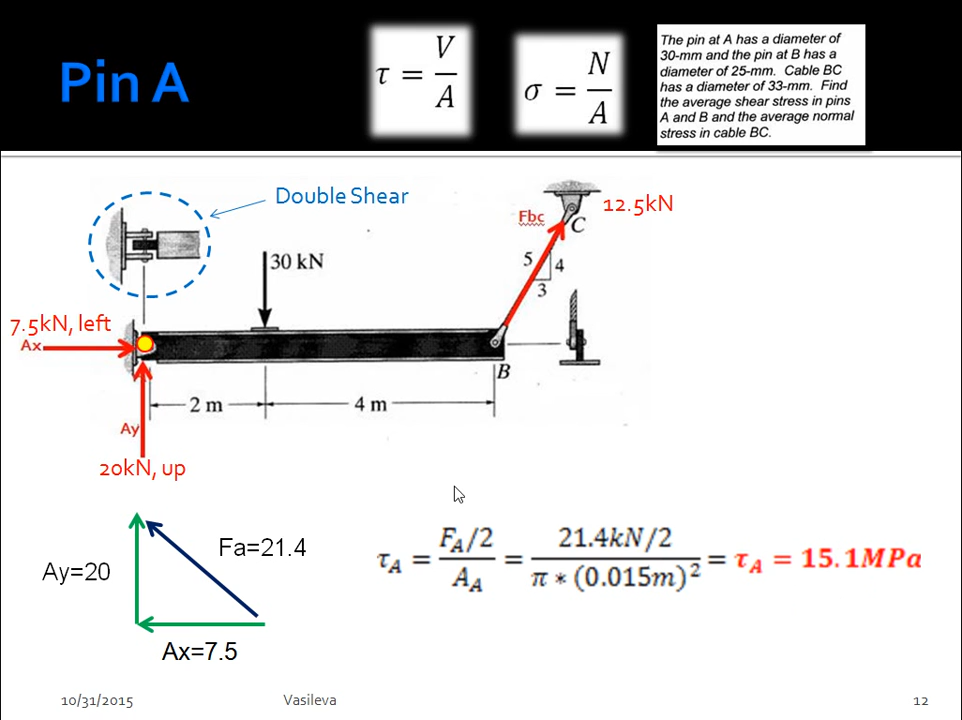 Pin A
τ = V/A
σ = N/A
The pin at A has a diameter of
30-mm and the pin at B has a
diameter of 25-mm. Cable BC
has a diameter of 33-mm. Find
the average shear stress in pins
A and B and the average normal
stress in cable BC.
Double Shear
12.5kN
Fbc
C
30 kN
5
4
3
7.5kN, left
Ax
B
2 m
4 m
Ay
20kN, up
Fa=21.4
Ay=20
Ax=7.5
τ_A = (F_A/2)/A_A = (21.4kN/2)/(π*(0.015m)²) = τ_A = 15.1MPa
10/31/2015
Vasileva
12